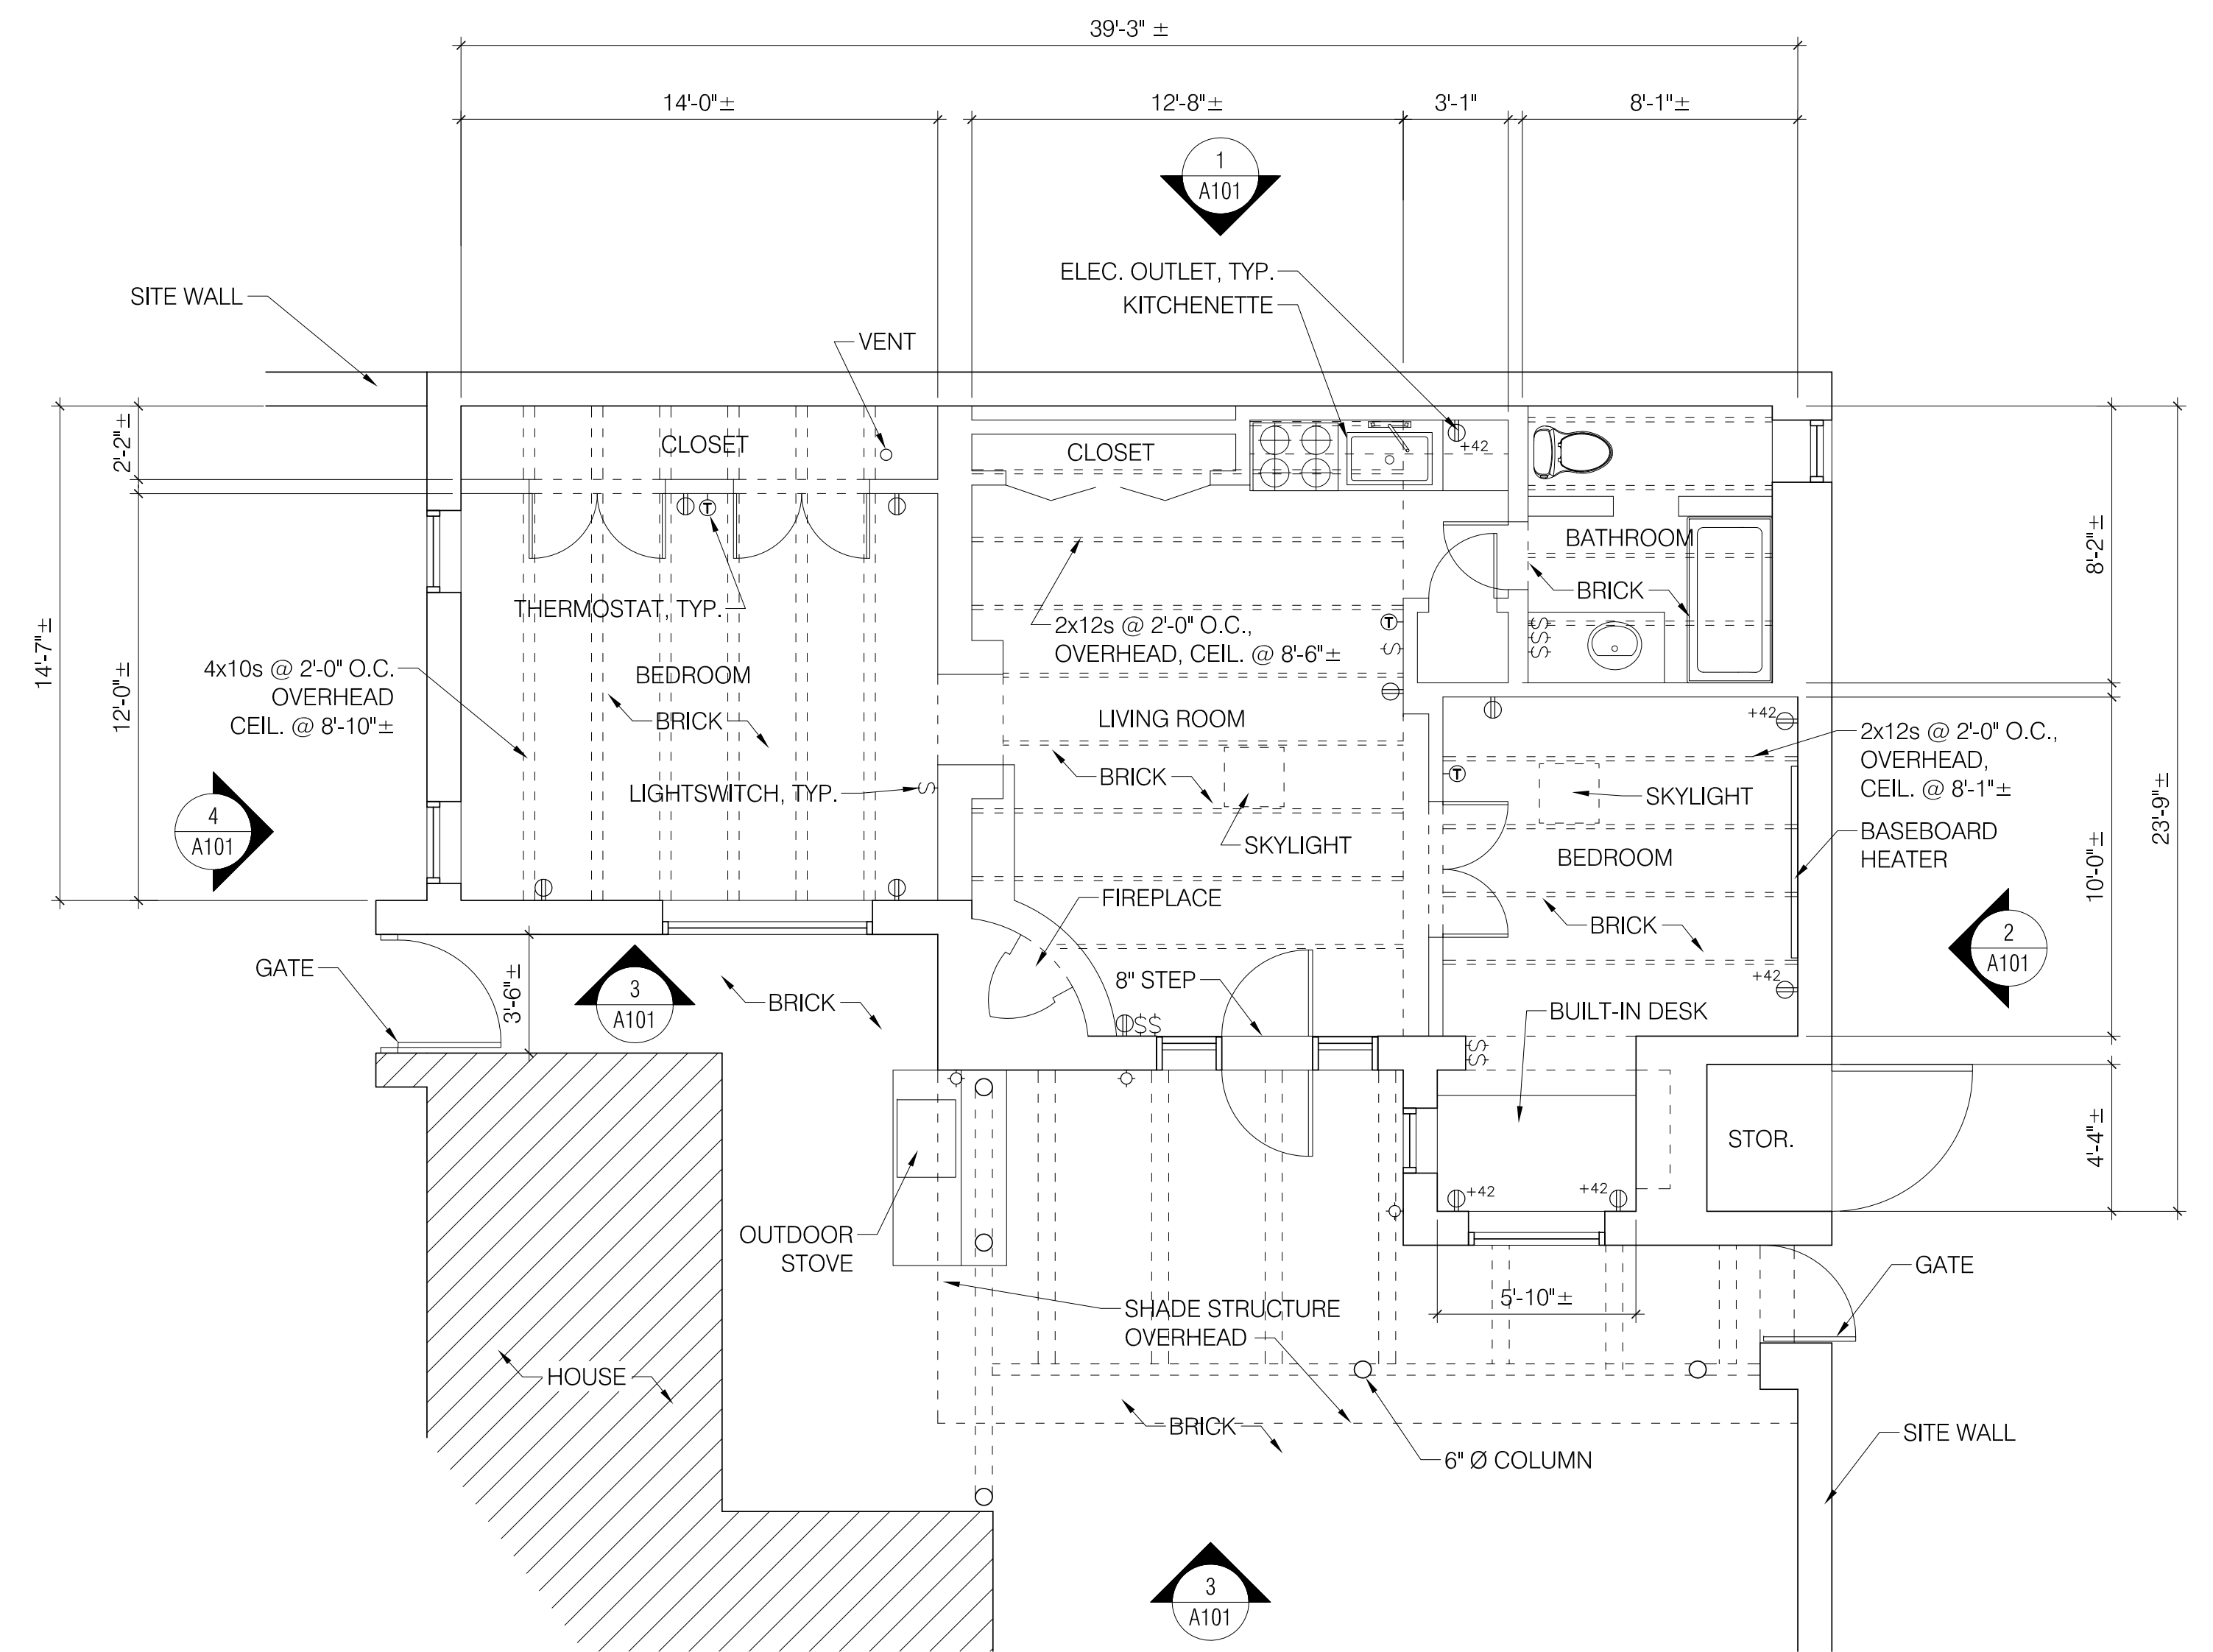 39'-3" ±
14'-0"±
12'-8"±
3'-1"
8'-1"±
1
A101
ELEC. OUTLET, TYP.
KITCHENETTE
SITE WALL
VENT
2'-2"±
CLOSET
CLOSET
+42
T
BATHROOM
8'-2"±
BRICK
THERMOSTAT, TYP.
2x12s @ 2'-0" O.C.,
OVERHEAD, CEIL. @ 8'-6"±
T
S
$$
14'-7"±
12'-0"±
4x10s @ 2'-0" O.C.
OVERHEAD
CEIL. @ 8'-10"±
BEDROOM
BRICK
LIVING ROOM
BRICK
+42
2x12s @ 2'-0" O.C.,
OVERHEAD,
CEIL. @ 8'-1"±
T
SKYLIGHT
LIGHTSWITCH, TYP.
S
SKYLIGHT
4
A101
BASEBOARD
HEATER
BEDROOM
23'-9"±
10'-0"±
FIREPLACE
BRICK
2
A101
GATE
3'-6"±
3
A101
BRICK
8" STEP
+42
$$
BUILT-IN DESK
$$
STOR.
4'-4"±
+42
+42
OUTDOOR
STOVE
GATE
5'-10"±
SHADE STRUCTURE
OVERHEAD
HOUSE
BRICK
6" Ø COLUMN
SITE WALL
3
A101